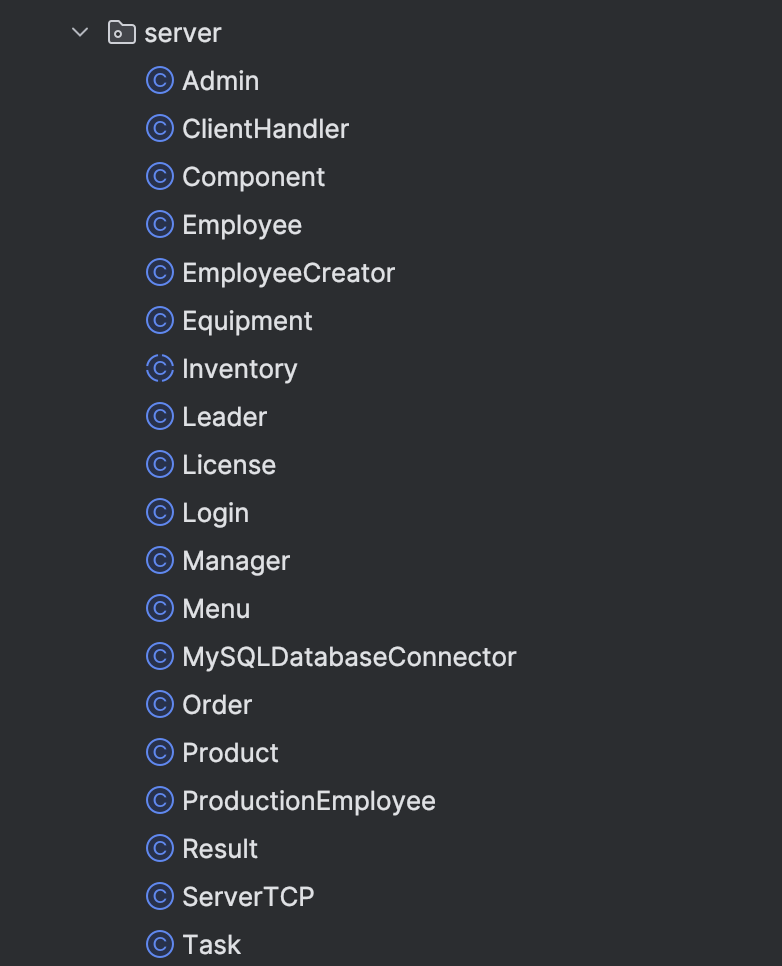 server
Admin
ClientHandler
Component
Employee
EmployeeCreator
Equipment
Inventory
Leader
License
Login
Manager
Menu
MySQLDatabaseConnector
Order
Product
ProductionEmployee
Result
ServerTCP
Task